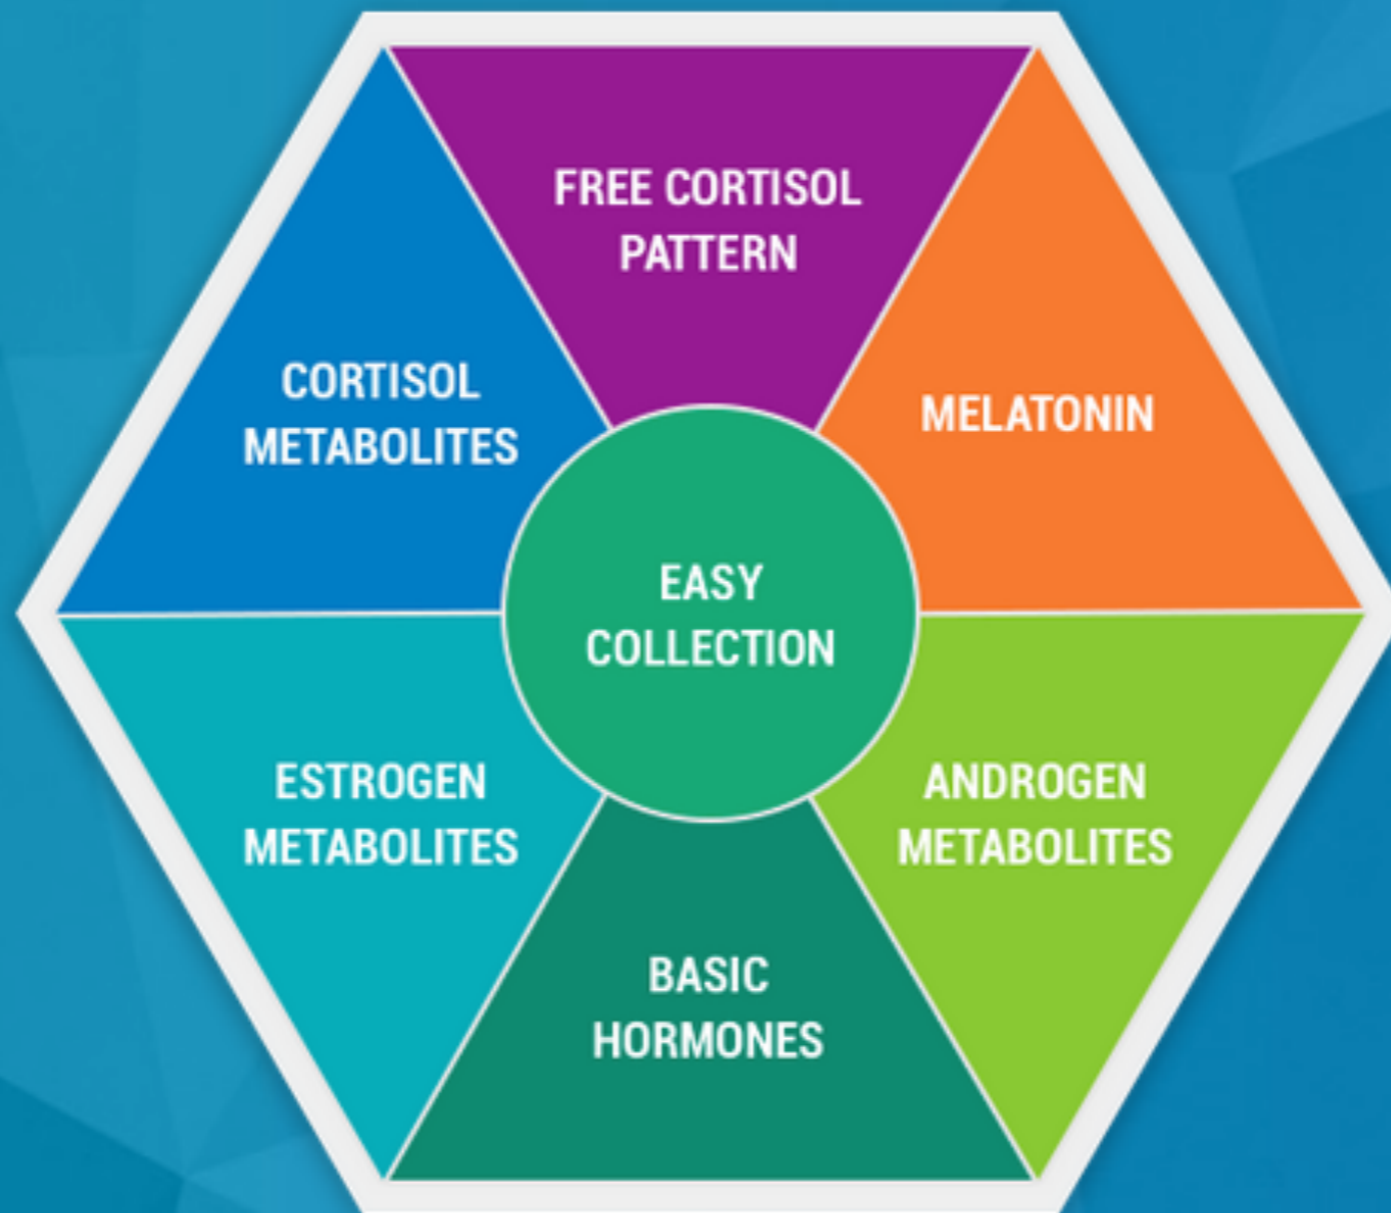 FREE CORTISOL
PATTERN
CORTISOL
METABOLITES
MELATONIN
EASY
COLLECTION
ESTROGEN
METABOLITES
ANDROGEN
METABOLITES
BASIC
HORMONES